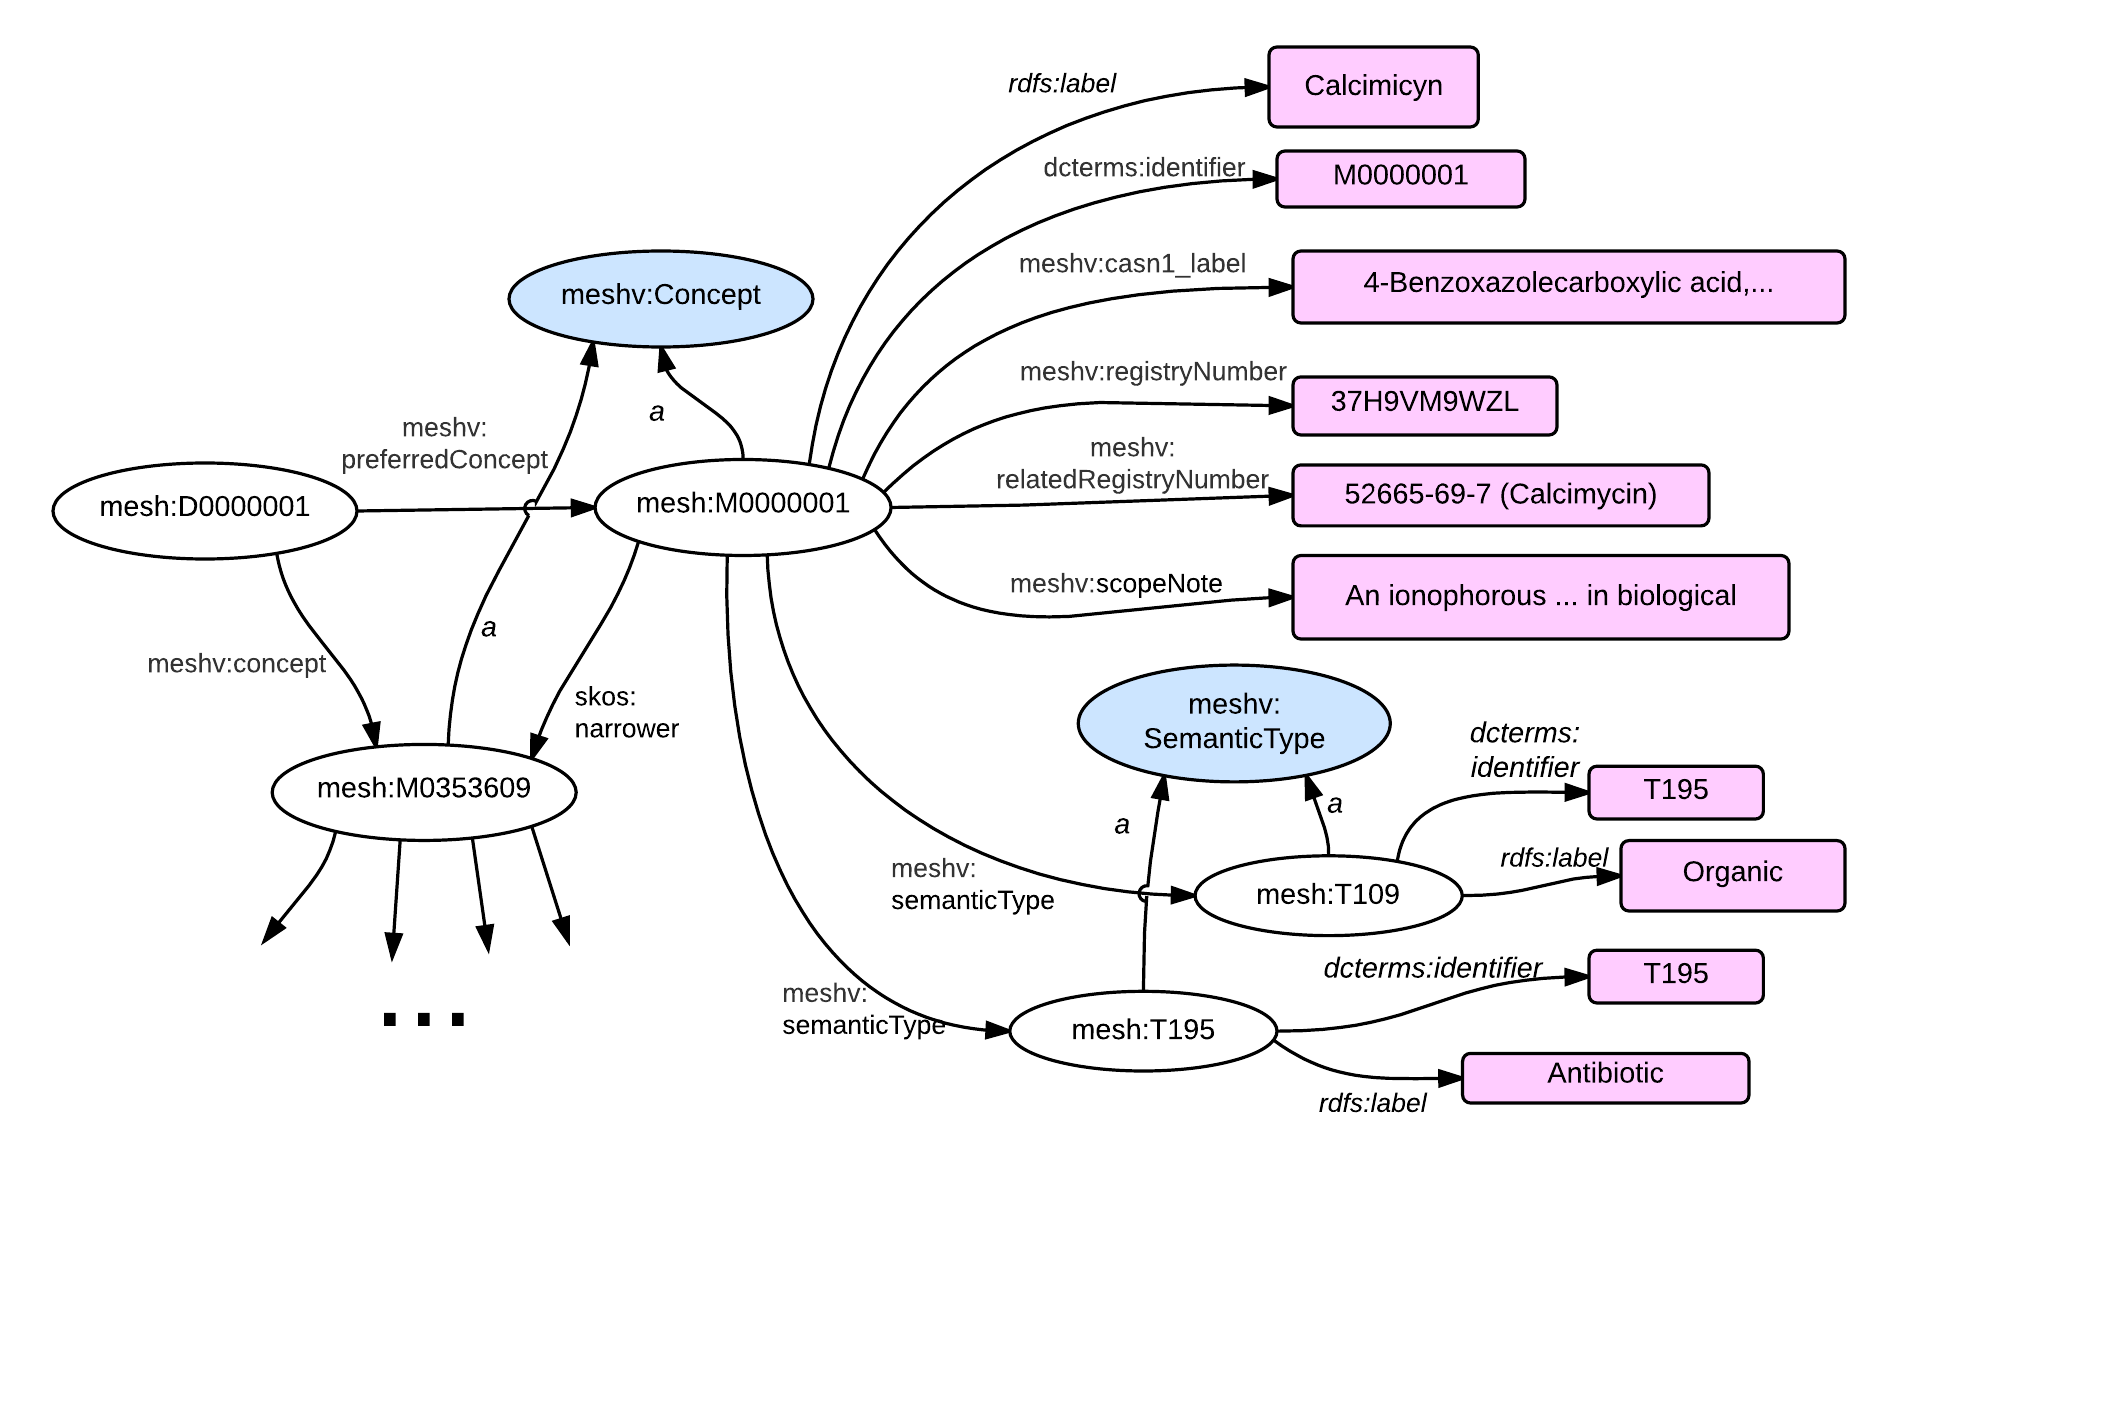 rdfs:label
Calcimicyn
dcterms:identifier
M0000001
meshv:casn1_label
4-Benzoxazolecarboxylic acid,...
meshv:Concept
meshv:registryNumber
37H9VM9WZL
a
meshv:
preferredConcept
meshv:
relatedRegistryNumber
52665-69-7 (Calcimycin)
mesh:D0000001
mesh:M0000001
meshv:scopeNote
An ionophorous ... in biological
a
meshv:concept
skos:
narrower
meshv:
SemanticType
dcterms:
identifier
T195
mesh:M0353609
a
a
rdfs:label
Organic
meshv:
semanticType
mesh:T109
dcterms:identifier
T195
meshv:
semanticType
mesh:T195
...
Antibiotic
rdfs:label